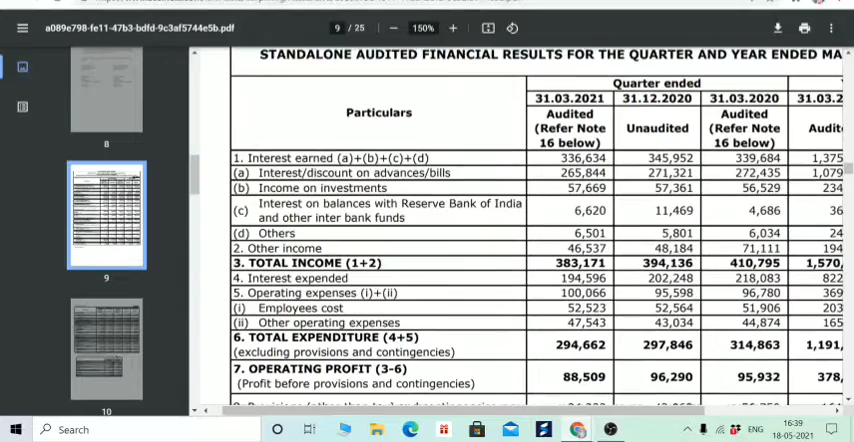 a089e798-fe11-47b3-bdfd-9c3af5744e5b.pdf
9 / 25
150%
8
9
10
STANDALONE AUDITED FINANCIAL RESULTS FOR THE QUARTER AND YEAR ENDED MA
Quarter ended
Particulars 31.03.2021 31.12.2020 31.03.2020 31.03.2
Audited (Refer Note 16 below) Unaudited Audited (Refer Note 16 below) Audit
1. Interest earned (a)+(b)+(c)+(d) 336,634 345,952 339,684 1,375
(a) Interest/discount on advances/bills 265,844 271,321 272,435 1,079
(b) Income on investments 57,669 57,361 56,529 234
(c) Interest on balances with Reserve Bank of India
and other inter bank funds 6,620 11,469 4,686 36
(d) Others 6,501 5,801 6,034 24
2. Other income 46,537 48,184 71,111 194
3. TOTAL INCOME (1+2) 383,171 394,136 410,795 1,570,
4. Interest expended 194,596 202,248 218,083 822
5. Operating expenses (i)+(ii) 100,066 95,598 96,780 369
(i) Employees cost 52,523 52,564 51,906 203
(ii) Other operating expenses 47,543 43,034 44,874 165
6. TOTAL EXPENDITURE (4+5)
(excluding provisions and contingencies) 294,662 297,846 314,863 1,191,
7. OPERATING PROFIT (3-6)
(Profit before provisions and contingencies) 88,509 96,290 95,932 378,
Search
ENG
16:39
18-05-2021